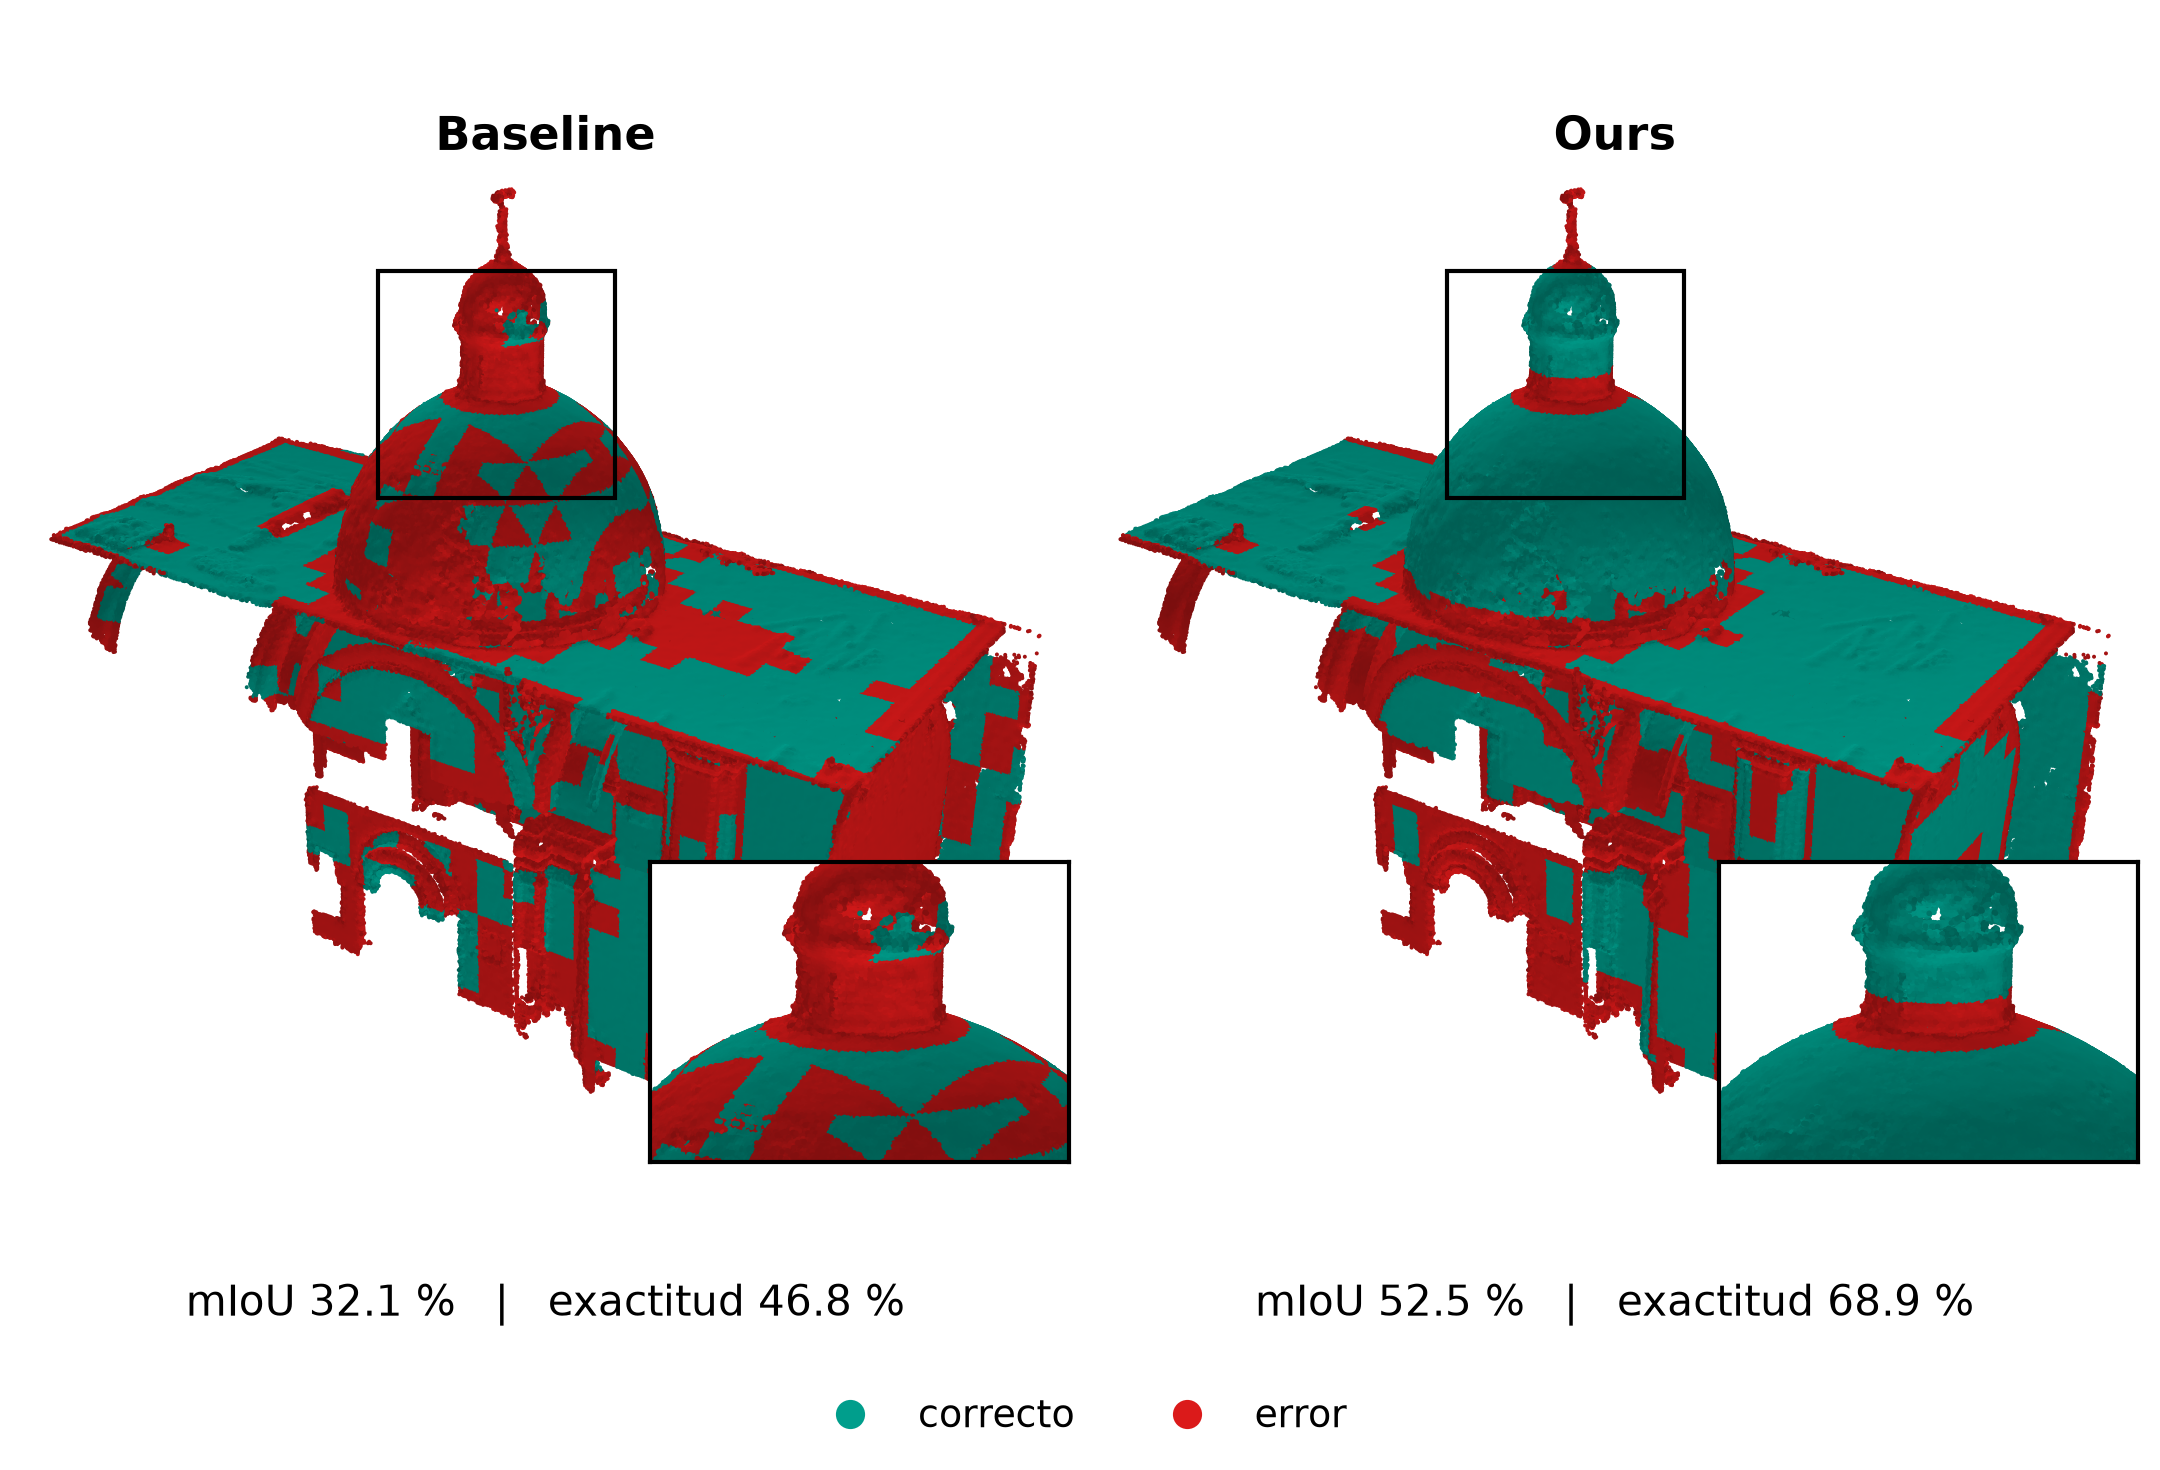 Baseline
Ours
mIoU 32.1 % | exactitud 46.8 %
mIoU 52.5 % | exactitud 68.9 %
correcto
error